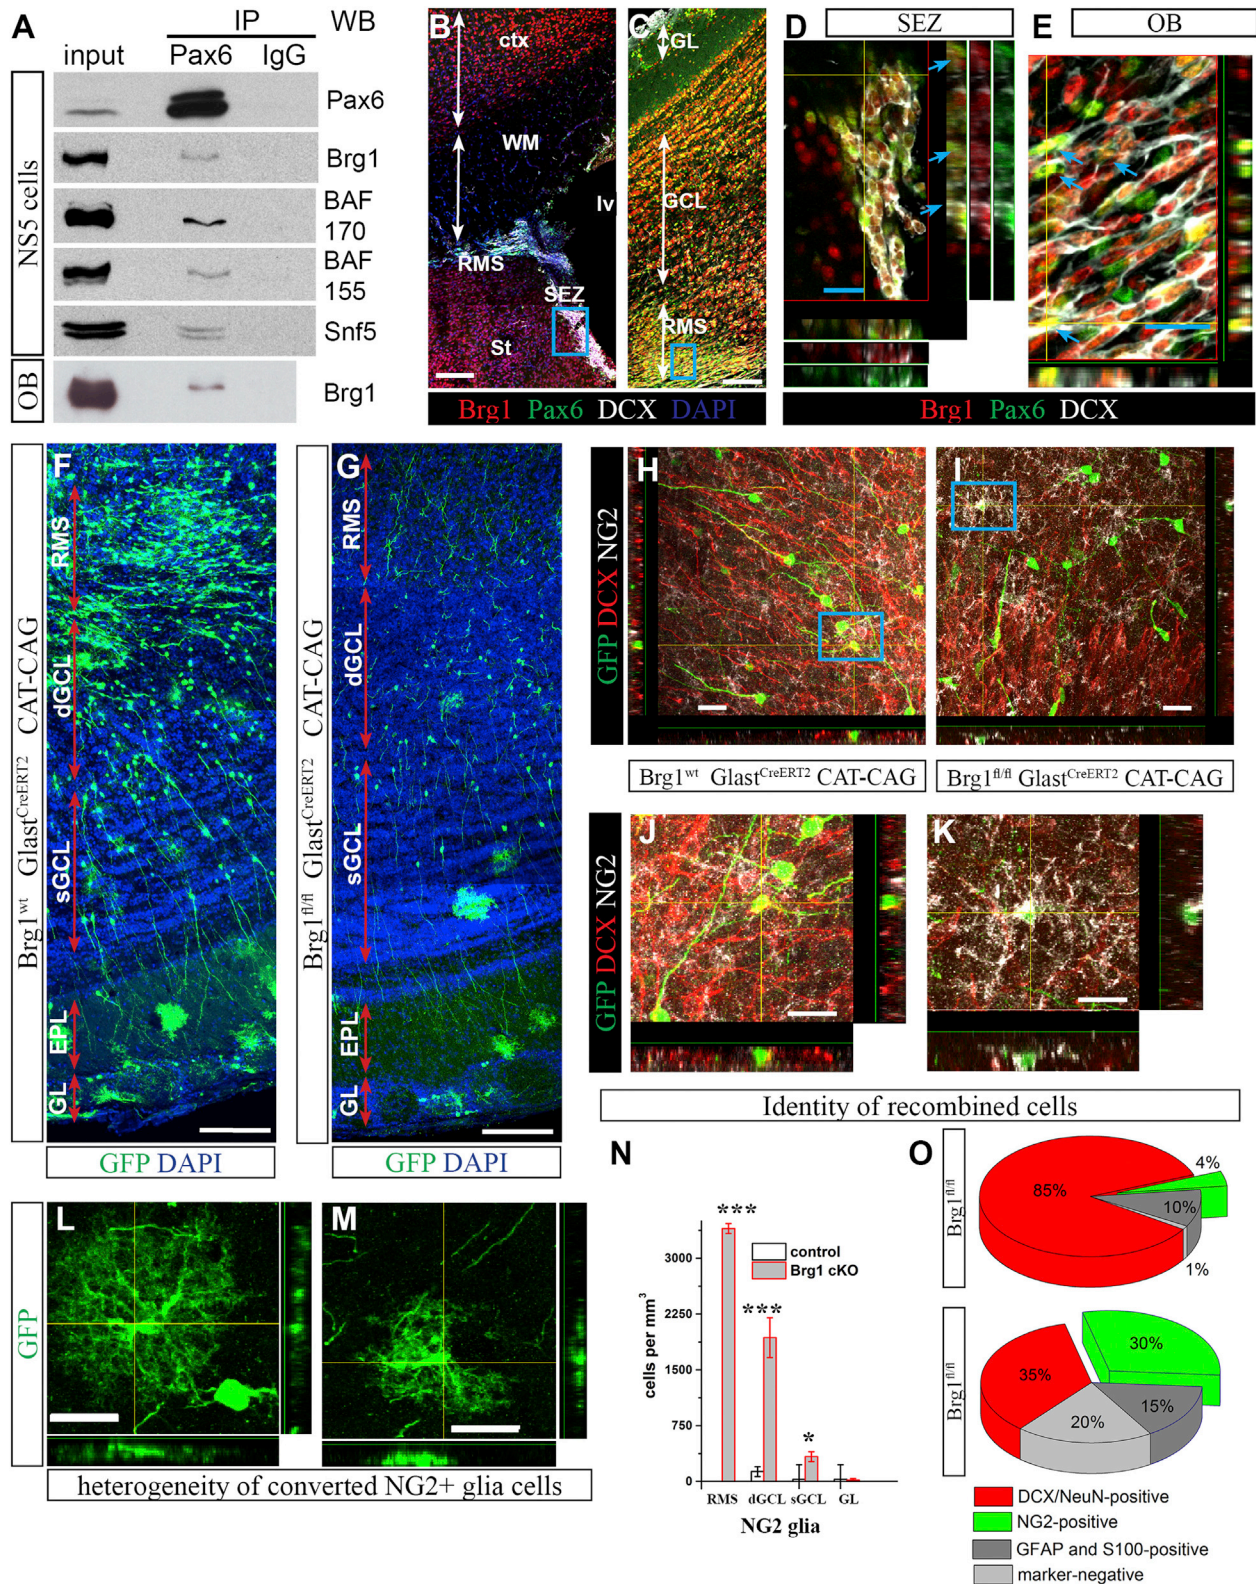 A
IP
WB
input
Pax6
IgG
NS5 cells
Pax6
Brg1
BAF
170
BAF
155
Snf5
OB
Brg1
B
ctx
WM
lv
RMS
SEZ
St
C
GL
GCL
RMS
Brg1 Pax6 DCX DAPI
D
SEZ
E
OB
Brg1 Pax6 DCX
Brg1wt GlastCreERT2 CAT-CAG
F
RMS
dGCL
sGCL
EPL
GL
GFP DAPI
Brg1fl/fl GlastCreERT2 CAT-CAG
G
RMS
dGCL
sGCL
EPL
GL
GFP DAPI
GFP DCX NG2
H
I
Brg1wt GlastCreERT2 CAT-CAG
Brg1fl/fl GlastCreERT2 CAT-CAG
GFP DCX NG2
J
K
GFP
L
M
heterogeneity of converted NG2+ glia cells
Identity of recombined cells
N
***
***
*
control
Brg1 cKO
cells per mm3
3000
2250
1500
750
0
RMS
dGCL
sGCL
GL
NG2 glia
O
Brg1fl/fl
85%
4%
10%
1%
Brg1fl/fl
35%
30%
20%
15%
DCX/NeuN-positive
NG2-positive
GFAP and S100-positive
marker-negative